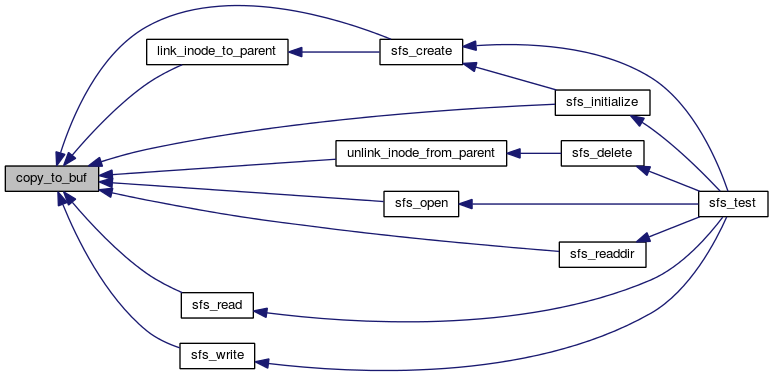 link_inode_to_parent
sfs_create
sfs_initialize
unlink_inode_from_parent
sfs_delete
copy_to_buf
sfs_open
sfs_test
sfs_readdir
sfs_read
sfs_write